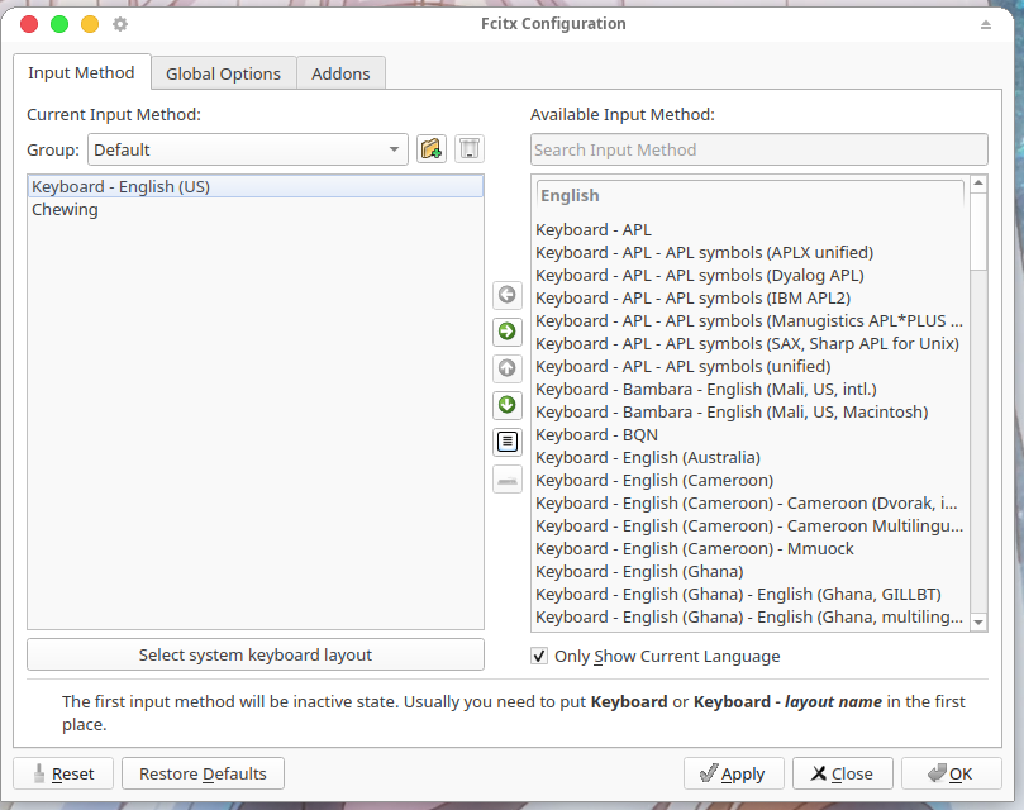 Fcitx Configuration
Input Method
Global Options
Addons
Current Input Method:
Group:
Default
Keyboard - English (US)
Chewing
Select system keyboard layout
Available Input Method:
Search Input Method
English
Keyboard - APL
Keyboard - APL - APL symbols (APLX unified)
Keyboard - APL - APL symbols (Dyalog APL)
Keyboard - APL - APL symbols (IBM APL2)
Keyboard - APL - APL symbols (Manugistics APL*PLUS ...
Keyboard - APL - APL symbols (SAX, Sharp APL for Unix)
Keyboard - APL - APL symbols (unified)
Keyboard - Bambara - English (Mali, US, intl.)
Keyboard - Bambara - English (Mali, US, Macintosh)
Keyboard - BQN
Keyboard - English (Australia)
Keyboard - English (Cameroon)
Keyboard - English (Cameroon) - Cameroon (Dvorak, i...
Keyboard - English (Cameroon) - Cameroon Multilingu...
Keyboard - English (Cameroon) - Mmuock
Keyboard - English (Ghana)
Keyboard - English (Ghana) - English (Ghana, GILLBT)
Keyboard - English (Ghana) - English (Ghana, multiling...
Only Show Current Language
The first input method will be inactive state. Usually you need to put Keyboard or Keyboard - layout name in the first
place.
Reset
Restore Defaults
Apply
Close
OK